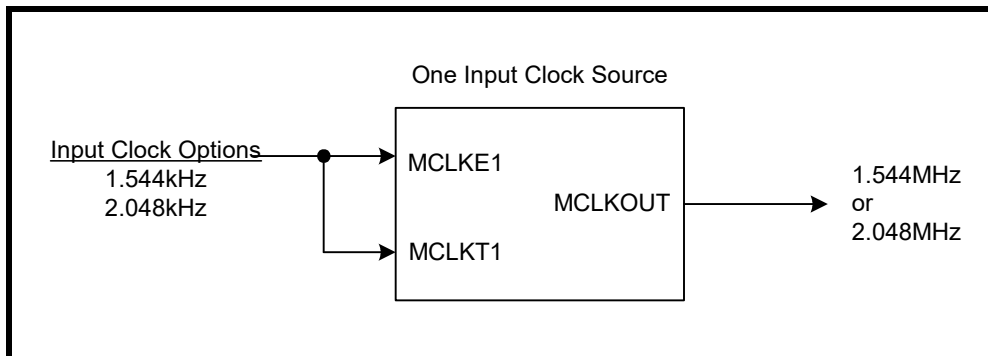 One Input Clock Source
Input Clock Options
1.544kHz
2.048kHz
MCLKE1
MCLKT1
MCLKOUT
1.544MHz
or
2.048MHz